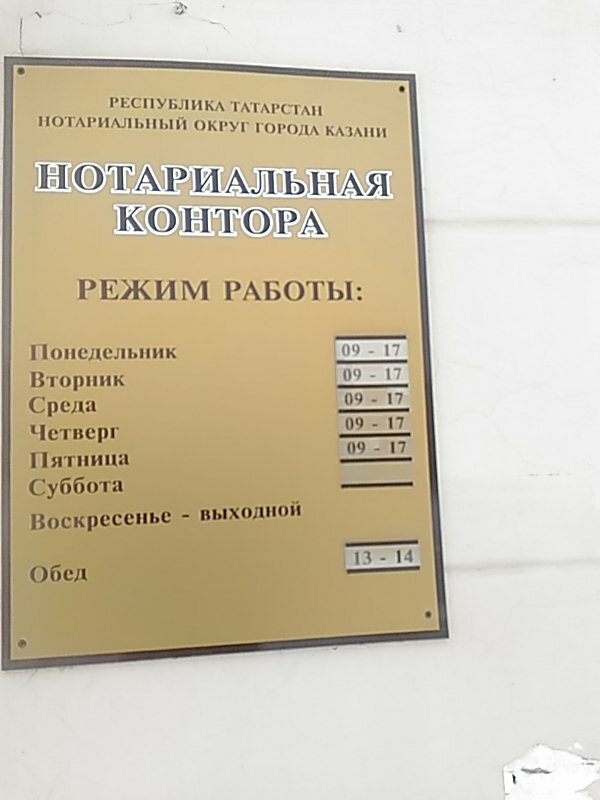 РЕСПУБЛИКА ТАТАРСТАН
НОТАРИАЛЬНЫЙ ОКРУГ ГОРОДА КАЗАНИ
НОТАРИАЛЬНАЯ
КОНТОРА
РЕЖИМ РАБОТЫ:
Понедельник 09 - 17
Вторник 09 - 17
Среда 09 - 17
Четверг 09 - 17
Пятница 09 - 17
Суббота
Воскресенье - выходной
Обед 13 - 14